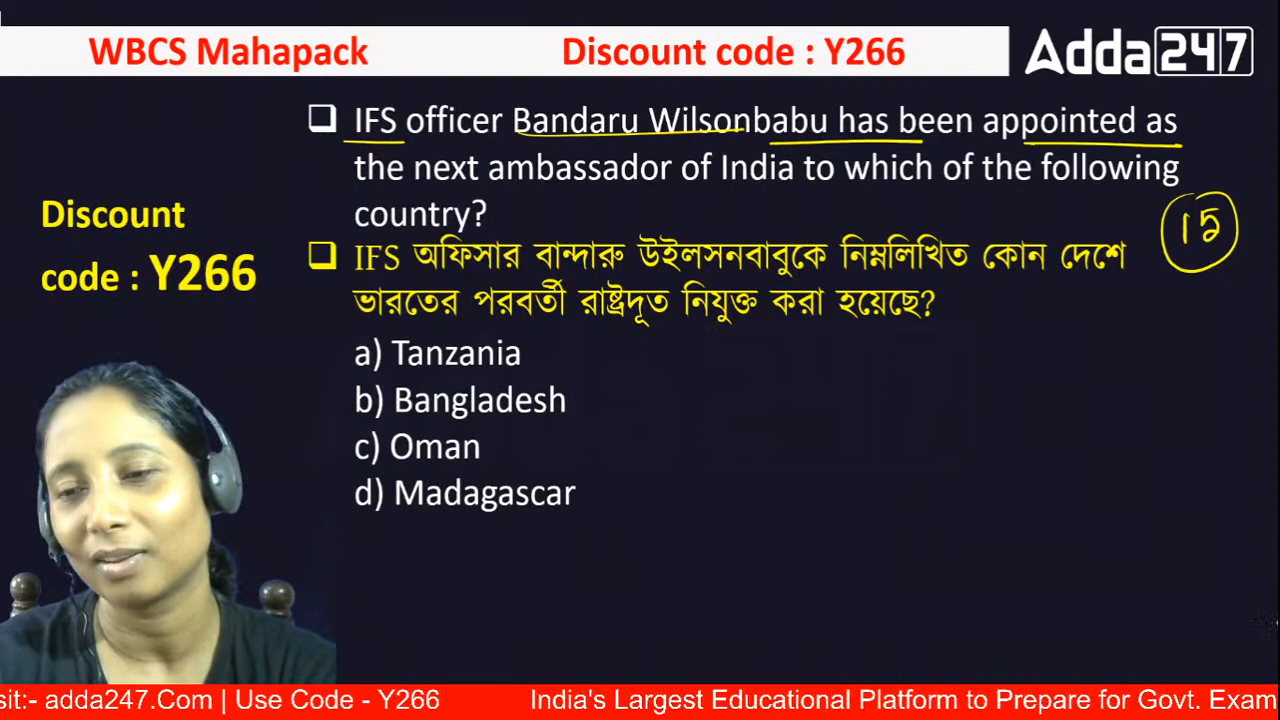 WBCS Mahapack Discount code : Y266 Adda247
IFS officer Bandaru Wilsonbabu has been appointed as
the next ambassador of India to which of the following
country?
15
Discount
code : Y266
IFS অফিসার বান্দারু উইলসনবাবুকে নিম্নলিখিত কোন দেশে
ভারতের পরবর্তী রাষ্ট্রদূত নিযুক্ত করা হয়েছে?
a) Tanzania
b) Bangladesh
c) Oman
d) Madagascar
sit:- adda247.Com | Use Code - Y266 India's Largest Educational Platform to Prepare for Govt. Exam